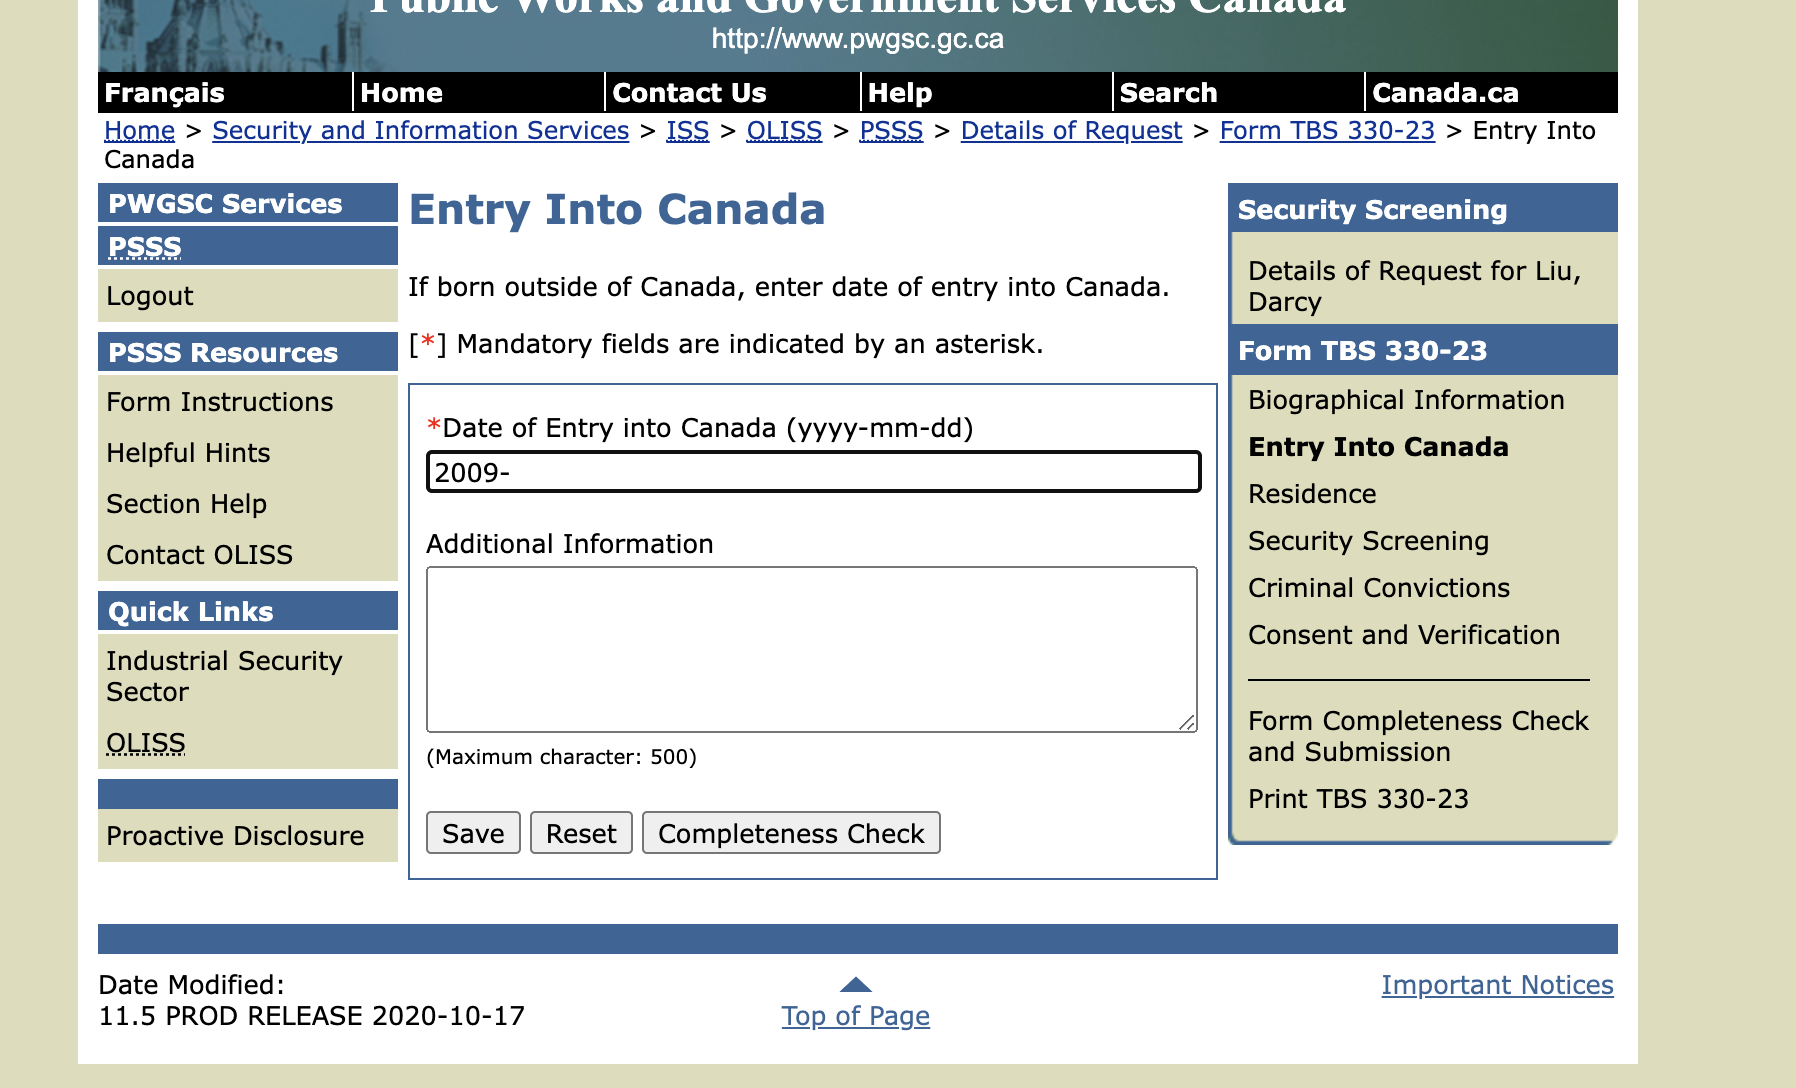 Public Works and Government Services Canada
http://www.pwgsc.gc.ca
Français
Home
Contact Us
Help
Search
Canada.ca
Home > Security and Information Services > ISS > OLISS > PSSS > Details of Request > Form TBS 330-23 > Entry Into
Canada
PWGSC Services
PSSS
Logout
PSSS Resources
Form Instructions
Helpful Hints
Section Help
Contact OLISS
Quick Links
Industrial Security
Sector
OLISS
Proactive Disclosure
Entry Into Canada
If born outside of Canada, enter date of entry into Canada.
[*] Mandatory fields are indicated by an asterisk.
*Date of Entry into Canada (yyyy-mm-dd)
2009-
Additional Information
(Maximum character: 500)
Save
Reset
Completeness Check
Security Screening
Details of Request for Liu,
Darcy
Form TBS 330-23
Biographical Information
Entry Into Canada
Residence
Security Screening
Criminal Convictions
Consent and Verification
Form Completeness Check
and Submission
Print TBS 330-23
Date Modified:
11.5 PROD RELEASE 2020-10-17
Top of Page
Important Notices